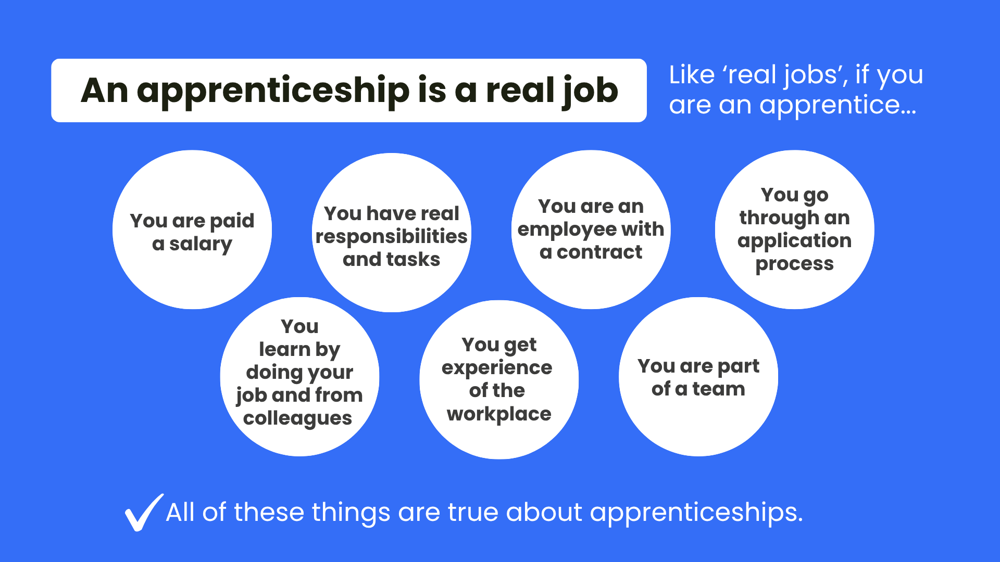 An apprenticeship is a real job
Like ‘real jobs’, if you
are an apprentice...
You are paid
a salary
You have real
responsibilities
and tasks
You are an
employee with
a contract
You go
through an
application
process
You
learn by
doing your
job and from
colleagues
You get
experience
of the
workplace
You are part
of a team
All of these things are true about apprenticeships.